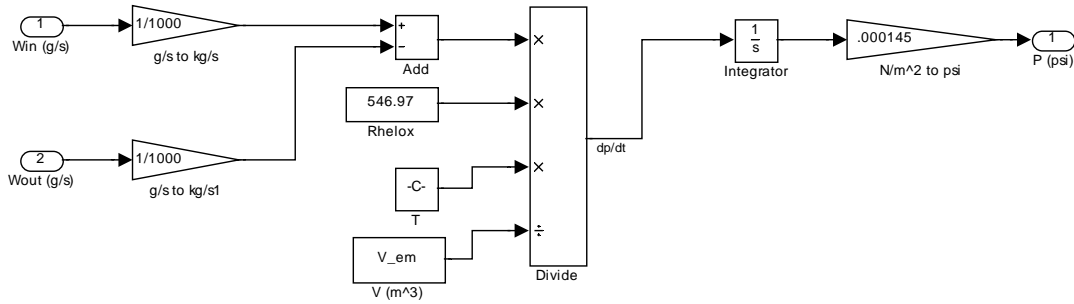 1
Win (g/s)
1/1000
g/s to kg/s
+
−
Add
546.97
Rhelox
2
Wout (g/s)
1/1000
g/s to kg/s1
-C-
T
V_em
V (m^3)
×
×
×
÷
Divide
dp/dt
1
s
Integrator
.000145
N/m^2 to psi
1
P (psi)